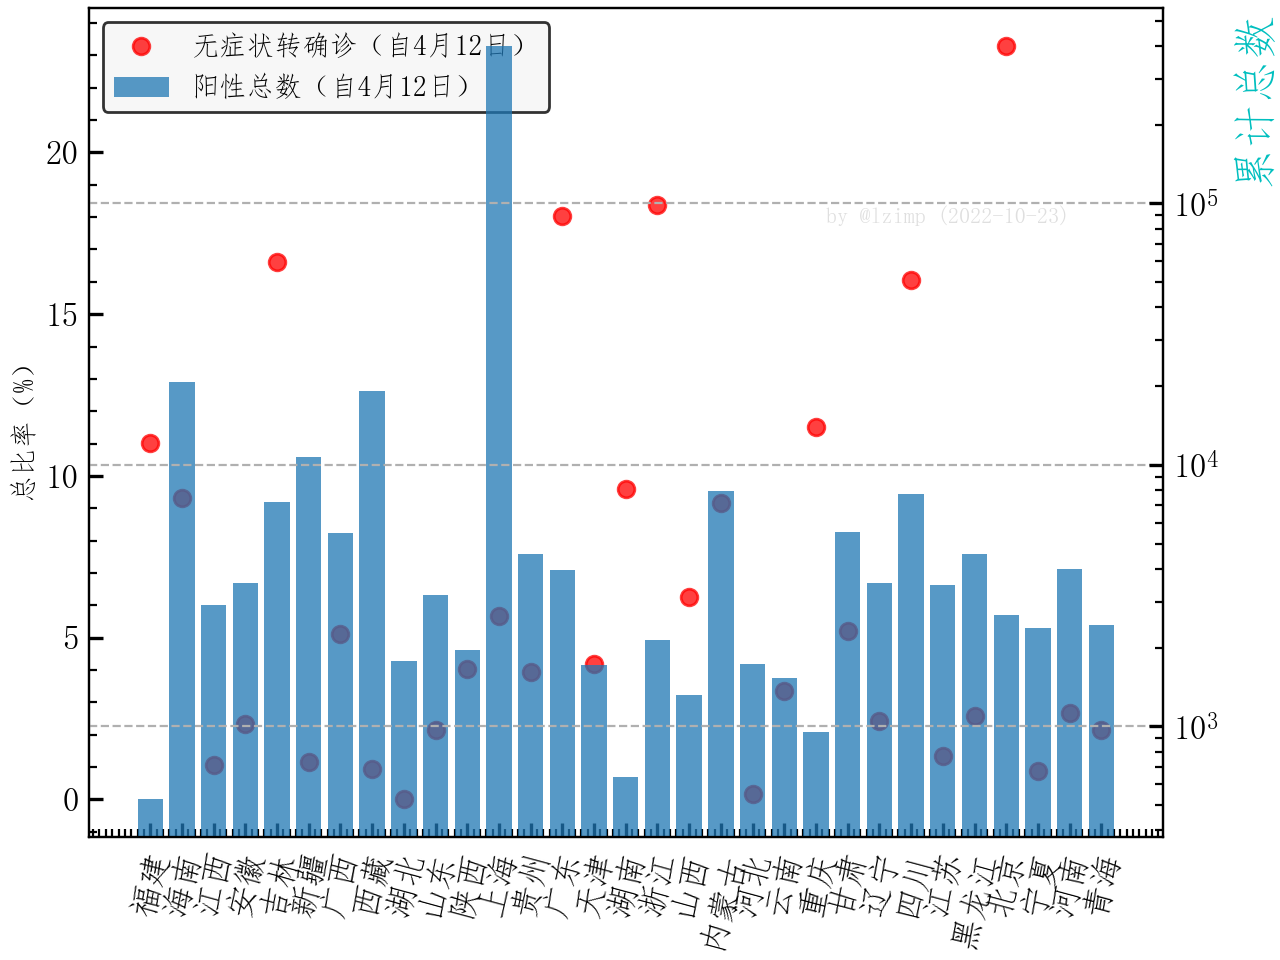 无症状转确诊（自4月12日）
阳性总数（自4月12日）
累计总数
总比率 (%)
20
15
10
5
0
10⁵
10⁴
10³
by @lzimp (2022-10-23)
福建
海南
江西
安徽
吉林
新疆
广西
西藏
湖北
山东
陕西
上海
贵州
广东
天津
湖南
浙江
山西
内蒙古
河北
云南
重庆
甘肃
辽宁
四川
江苏
黑龙江
北京
宁夏
河南
青海